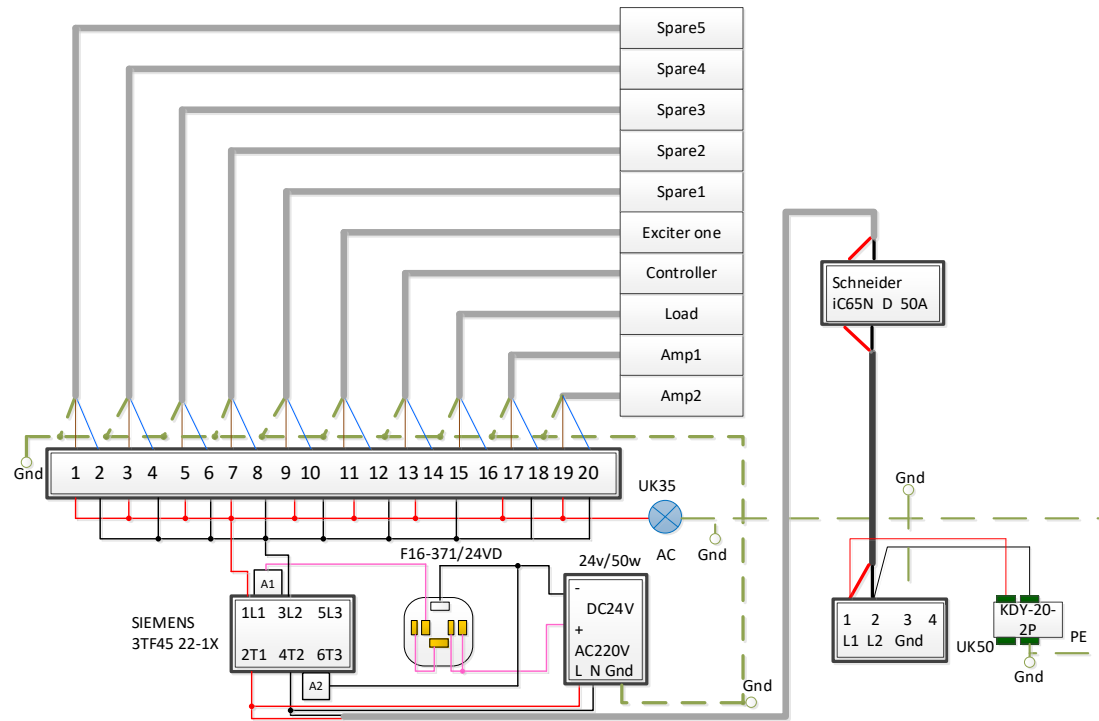 Spare5
Spare4
Spare3
Spare2
Spare1
Exciter one
Controller
Load
Amp1
Amp2
Schneider
iC65N D 50A
Gnd
1 2 3 4 5 6 7 8 9 10 11 12 13 14 15 16 17 18 19 20
UK35
AC
Gnd
Gnd
F16-371/24VD
24v/50w
A1
1L1 3L2 5L3
2T1 4T2 6T3
A2
SIEMENS
3TF45 22-1X
-
DC24V
+
AC220V
L N Gnd
Gnd
1 2 3 4
L1 L2 Gnd
UK50
KDY-20-
2P
PE
Gnd